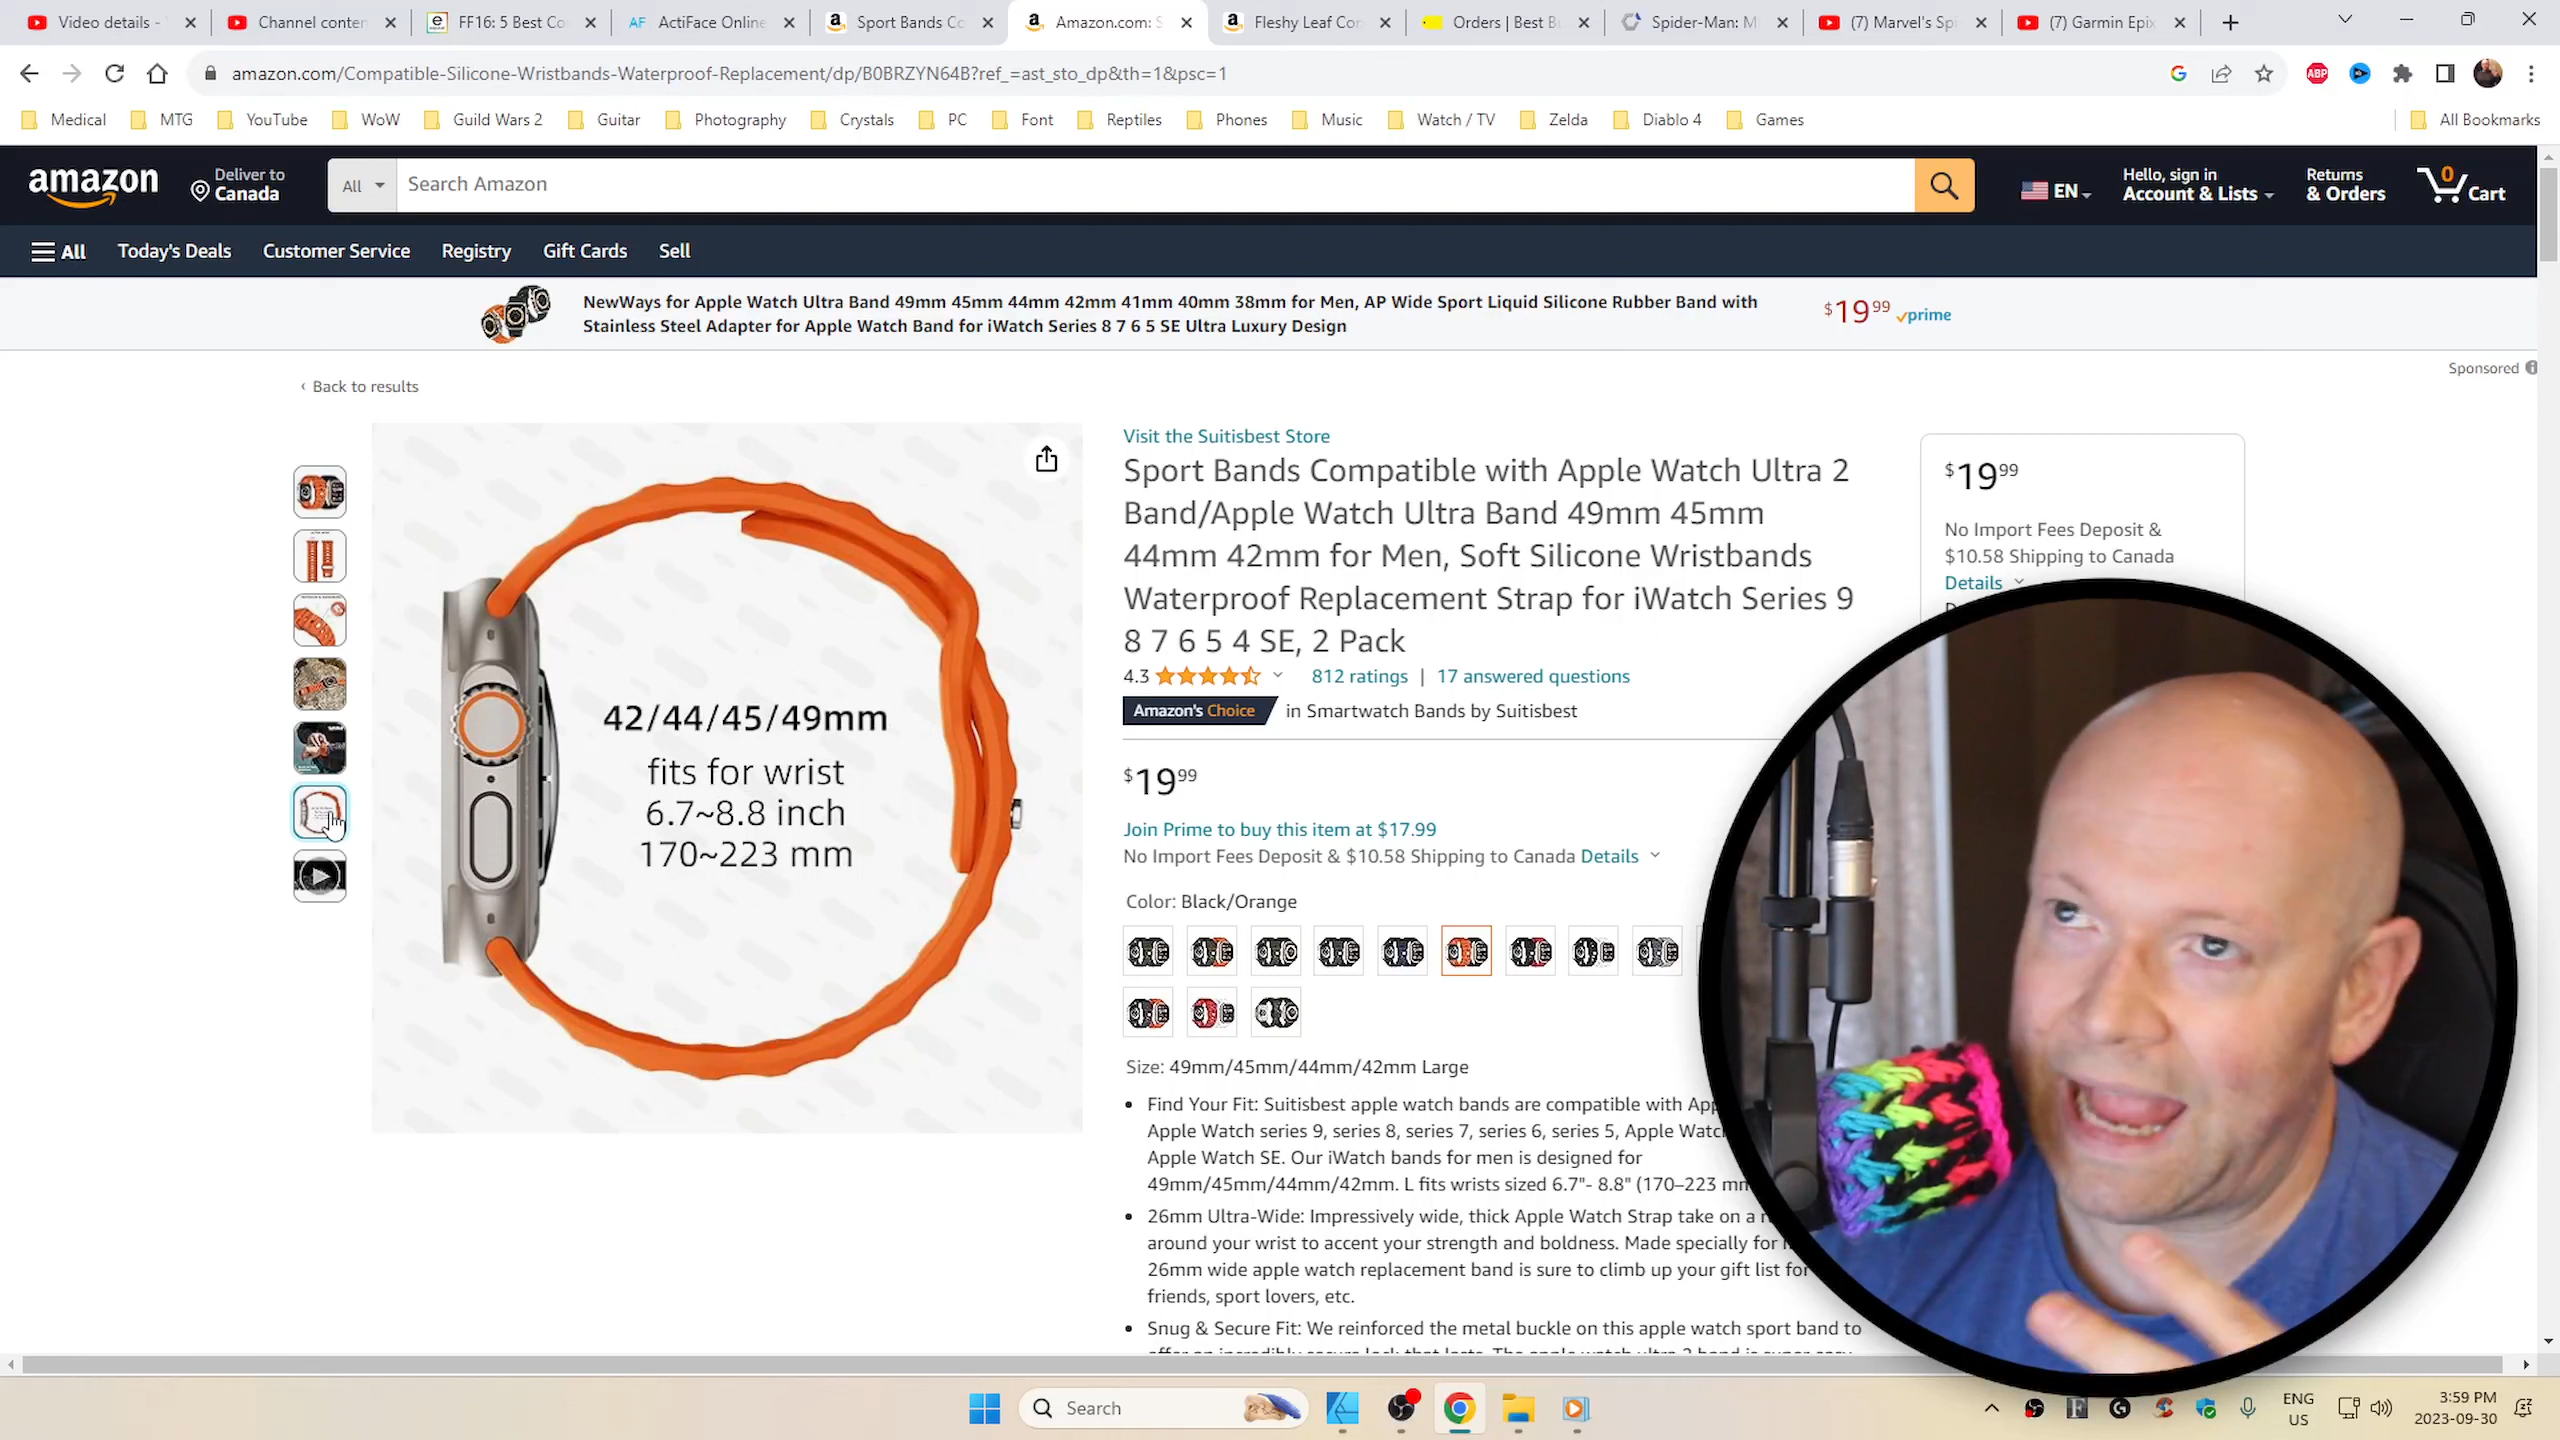 Video details -
Channel conten
FF16: 5 Best Co
AF ActiFace Online
Sport Bands Co
Amazon.com: S
Fleshy Leaf Con
Orders | Best Bu
Spider-Man: M
(7) Marvel's Spi
(7) Garmin Epix
amazon.com/Compatible-Silicone-Wristbands-Waterproof-Replacement/dp/B0BRZYN64B?ref_=ast_sto_dp&th=1&psc=1
ABP
Medical
MTG
YouTube
WoW
Guild Wars 2
Guitar
Photography
Crystals
PC
Font
Reptiles
Phones
Music
Watch / TV
Zelda
Diablo 4
Games
All Bookmarks
amazon
Deliver to
Canada
All
Search Amazon
EN
Hello, sign in
Account & Lists
Returns
& Orders
0
Cart
All
Today's Deals
Customer Service
Registry
Gift Cards
Sell
NewWays for Apple Watch Ultra Band 49mm 45mm 44mm 42mm 41mm 40mm 38mm for Men, AP Wide Sport Liquid Silicone Rubber Band with
Stainless Steel Adapter for Apple Watch Band for iWatch Series 8 7 6 5 SE Ultra Luxury Design
$19.99 prime
Sponsored
‹ Back to results
42/44/45/49mm
fits for wrist
6.7~8.8 inch
170~223 mm
Visit the Suitisbest Store
Sport Bands Compatible with Apple Watch Ultra 2
Band/Apple Watch Ultra Band 49mm 45mm
44mm 42mm for Men, Soft Silicone Wristbands
Waterproof Replacement Strap for iWatch Series 9
8 7 6 5 4 SE, 2 Pack
4.3
812 ratings | 17 answered questions
Amazon's Choice in Smartwatch Bands by Suitisbest
$19.99
Join Prime to buy this item at $17.99
No Import Fees Deposit & $10.58 Shipping to Canada Details
Color: Black/Orange
Size: 49mm/45mm/44mm/42mm Large
• Find Your Fit: Suitisbest apple watch bands are compatible with App
Apple Watch series 9, series 8, series 7, series 6, series 5, Apple Watc
Apple Watch SE. Our iWatch bands for men is designed for
49mm/45mm/44mm/42mm. L fits wrists sized 6.7"- 8.8" (170–223 mm
• 26mm Ultra-Wide: Impressively wide, thick Apple Watch Strap take on a
around your wrist to accent your strength and boldness. Made specially for
26mm wide apple watch replacement band is sure to climb up your gift list for
friends, sport lovers, etc.
• Snug & Secure Fit: We reinforced the metal buckle on this apple watch sport band to
$19.99
No Import Fees Deposit &
$10.58 Shipping to Canada
Details
Search
ENG
US
3:59 PM
2023-09-30